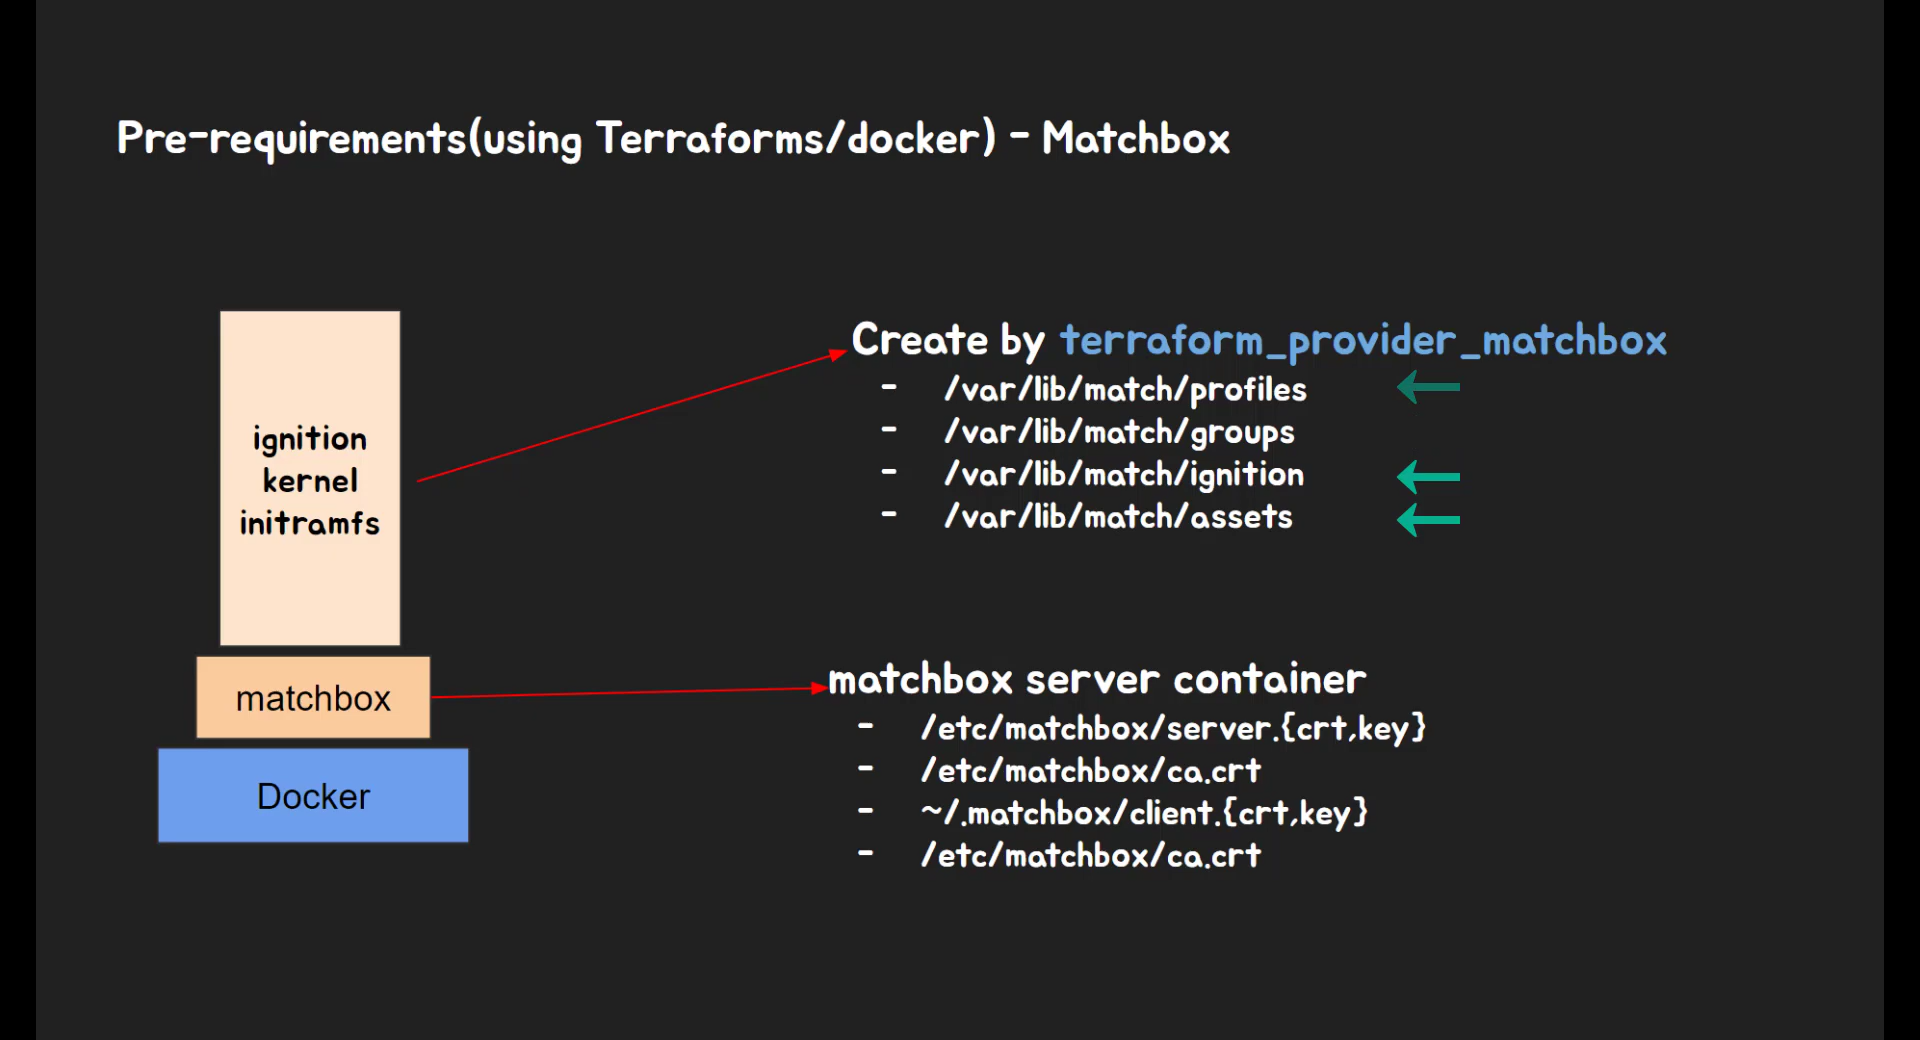 Pre-requirements(using Terraforms/docker) - Matchbox
ignition
kernel
initramfs
matchbox
Docker
Create by terraform_provider_matchbox
- /var/lib/match/profiles
- /var/lib/match/groups
- /var/lib/match/ignition
- /var/lib/match/assets
matchbox server container
- /etc/matchbox/server.{crt,key}
- /etc/matchbox/ca.crt
- ~/.matchbox/client.{crt,key}
- /etc/matchbox/ca.crt